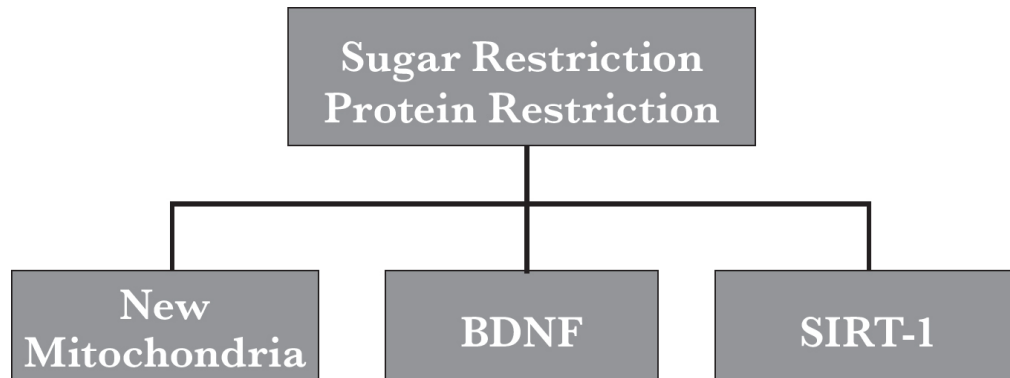 Sugar Restriction
Protein Restriction
New
Mitochondria
BDNF
SIRT-1